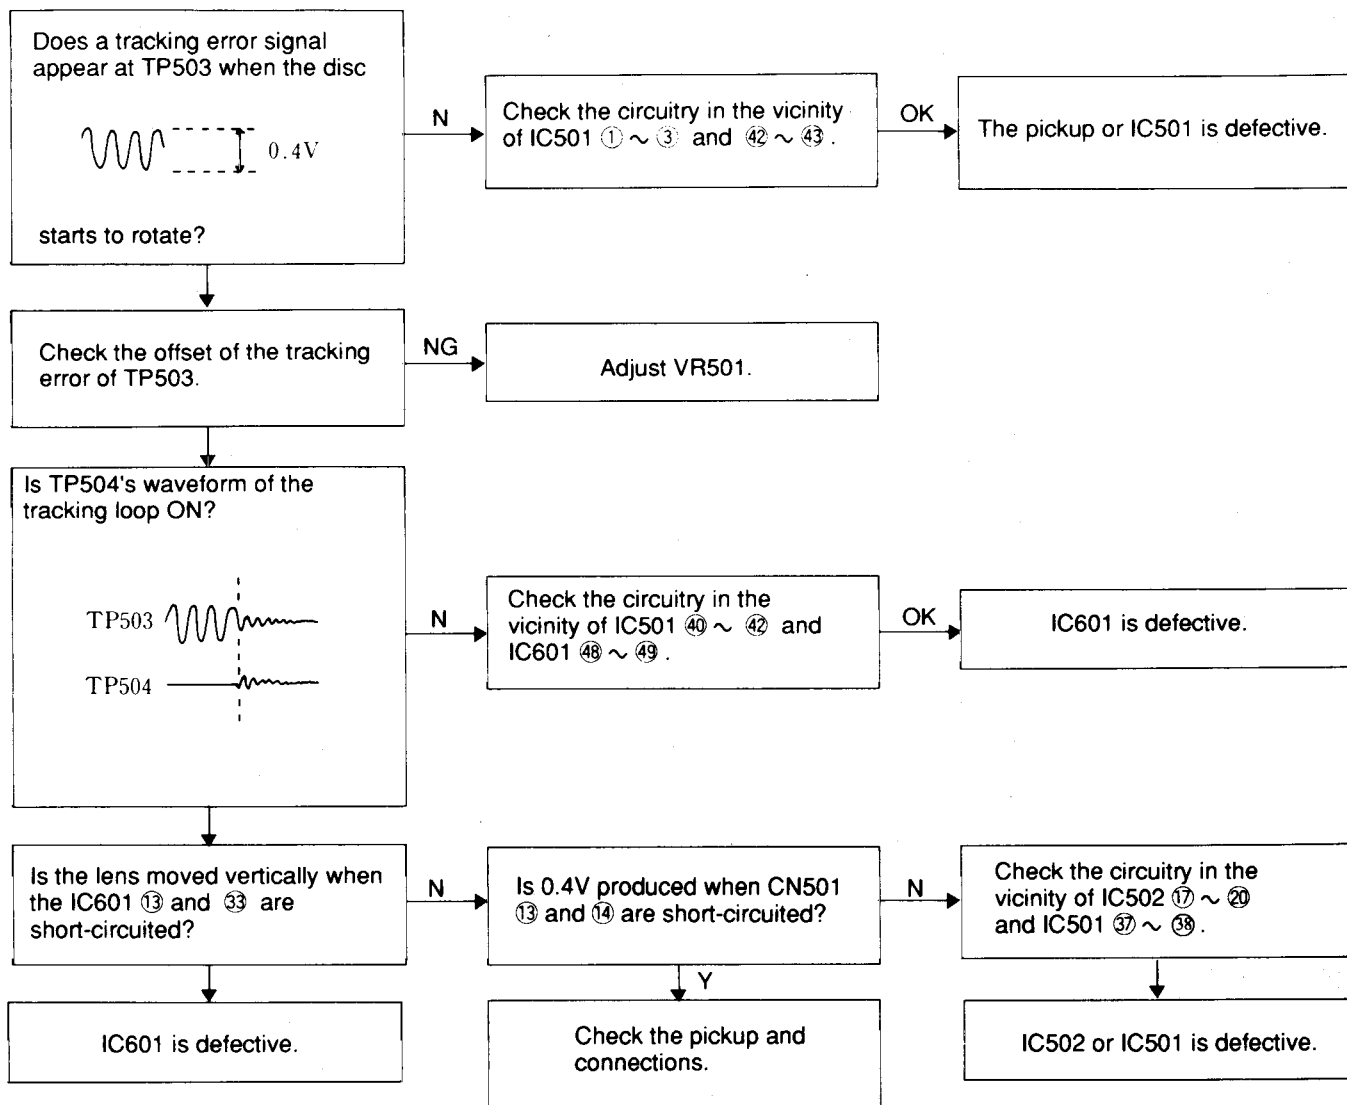 Does a tracking error signal
appear at TP503 when the disc
0.4V
starts to rotate?
N
Check the circuitry in the vicinity
of IC501 ① ~ ③ and ㊷ ~ ㊸ .
OK
The pickup or IC501 is defective.
Check the offset of the tracking
error of TP503.
NG
Adjust VR501.
Is TP504's waveform of the
tracking loop ON?
TP503
TP504
N
Check the circuitry in the
vicinity of IC501 ㊵ ~ ㊷ and
IC601 ㊽ ~ ㊾ .
OK
IC601 is defective.
Is the lens moved vertically when
the IC601 ⑬ and ㉝ are
short-circuited?
N
Is 0.4V produced when CN501
⑬ and ⑭ are short-circuited?
N
Check the circuitry in the
vicinity of IC502 ⑰ ~ ⑳
and IC501 ㊲ ~ ㊳ .
Y
IC601 is defective.
Check the pickup and
connections.
IC502 or IC501 is defective.